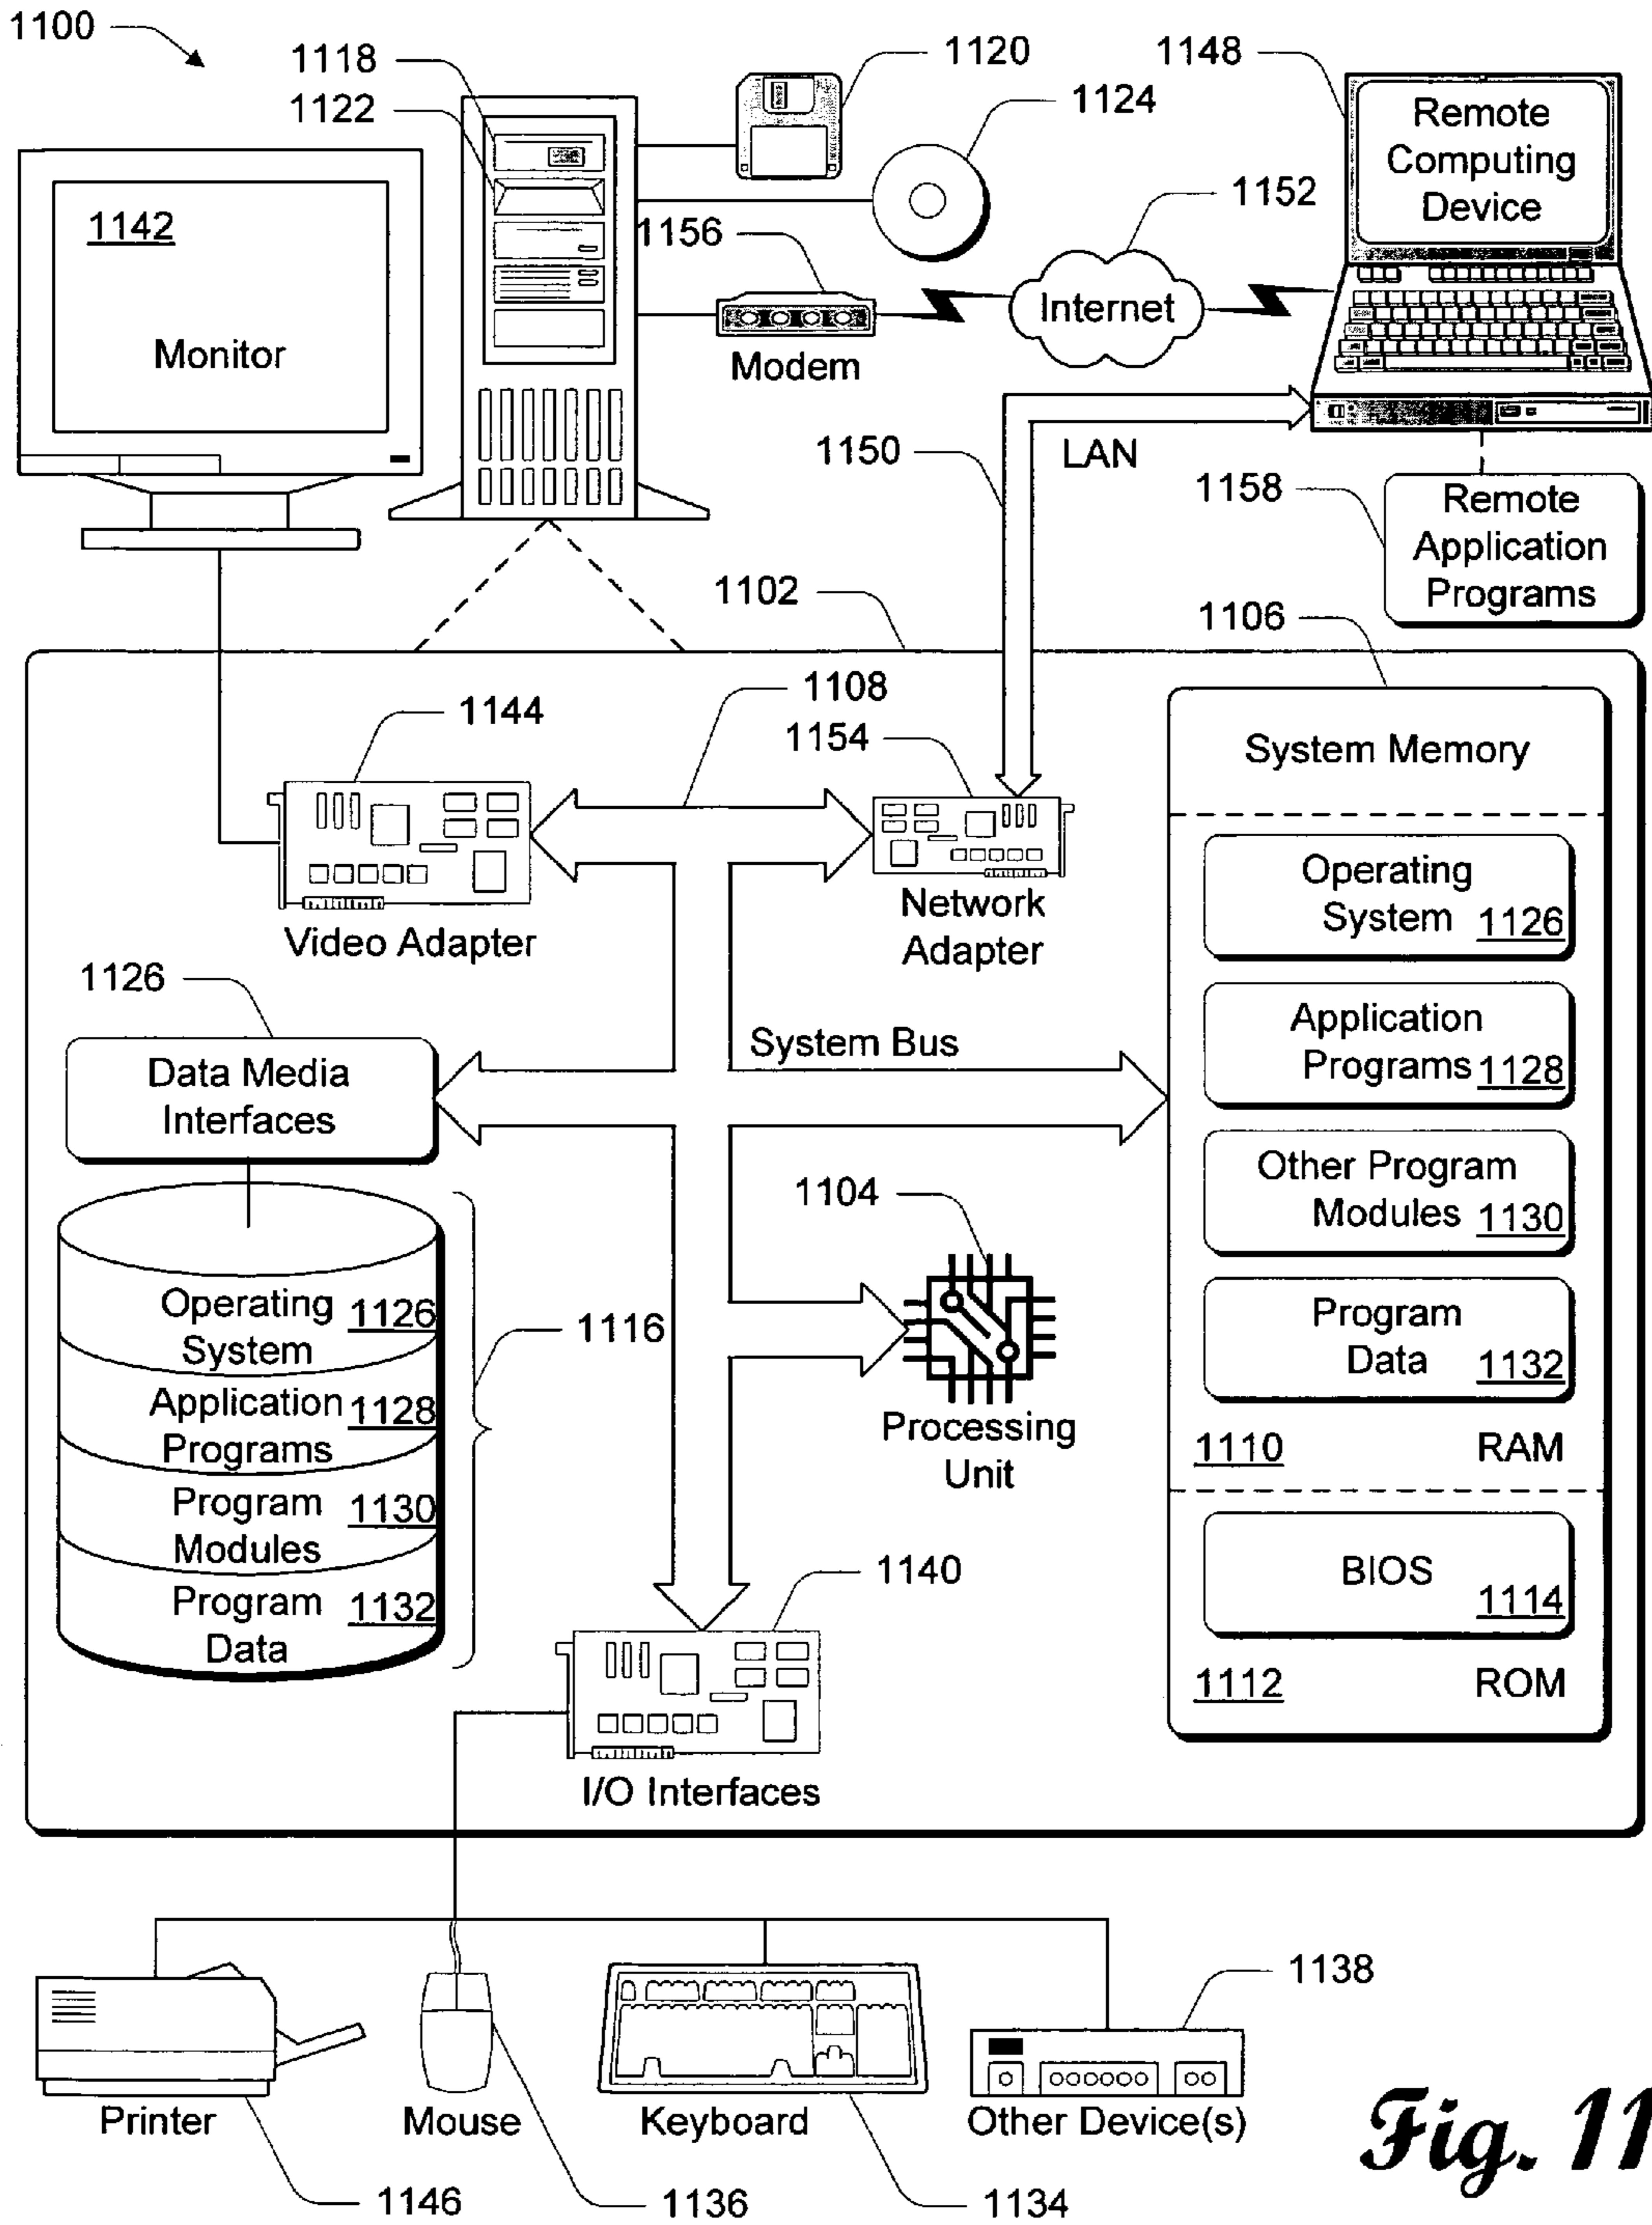 1100
1118
1122
1120
1124
1148
Remote
Computing
Device
1152
1142
Monitor
1156
Internet
Modem
1150
LAN
1158
Remote
Application
Programs
1102
1106
1108
1144
1154
System Memory
Video Adapter
Network
Adapter
Operating
System 1126
1126
Data Media
Interfaces
System Bus
Application
Programs 1128
Other Program
Modules 1130
1104
Operating 1126
System
1116
Program
Data 1132
Application 1128
Programs
Processing
Unit
1110 RAM
Program 1130
Modules
1140
BIOS
1114
Program 1132
Data
1112 ROM
I/O Interfaces
1138
Printer
Mouse
Keyboard
Other Device(s)
1146
1136
1134
Fig. 11